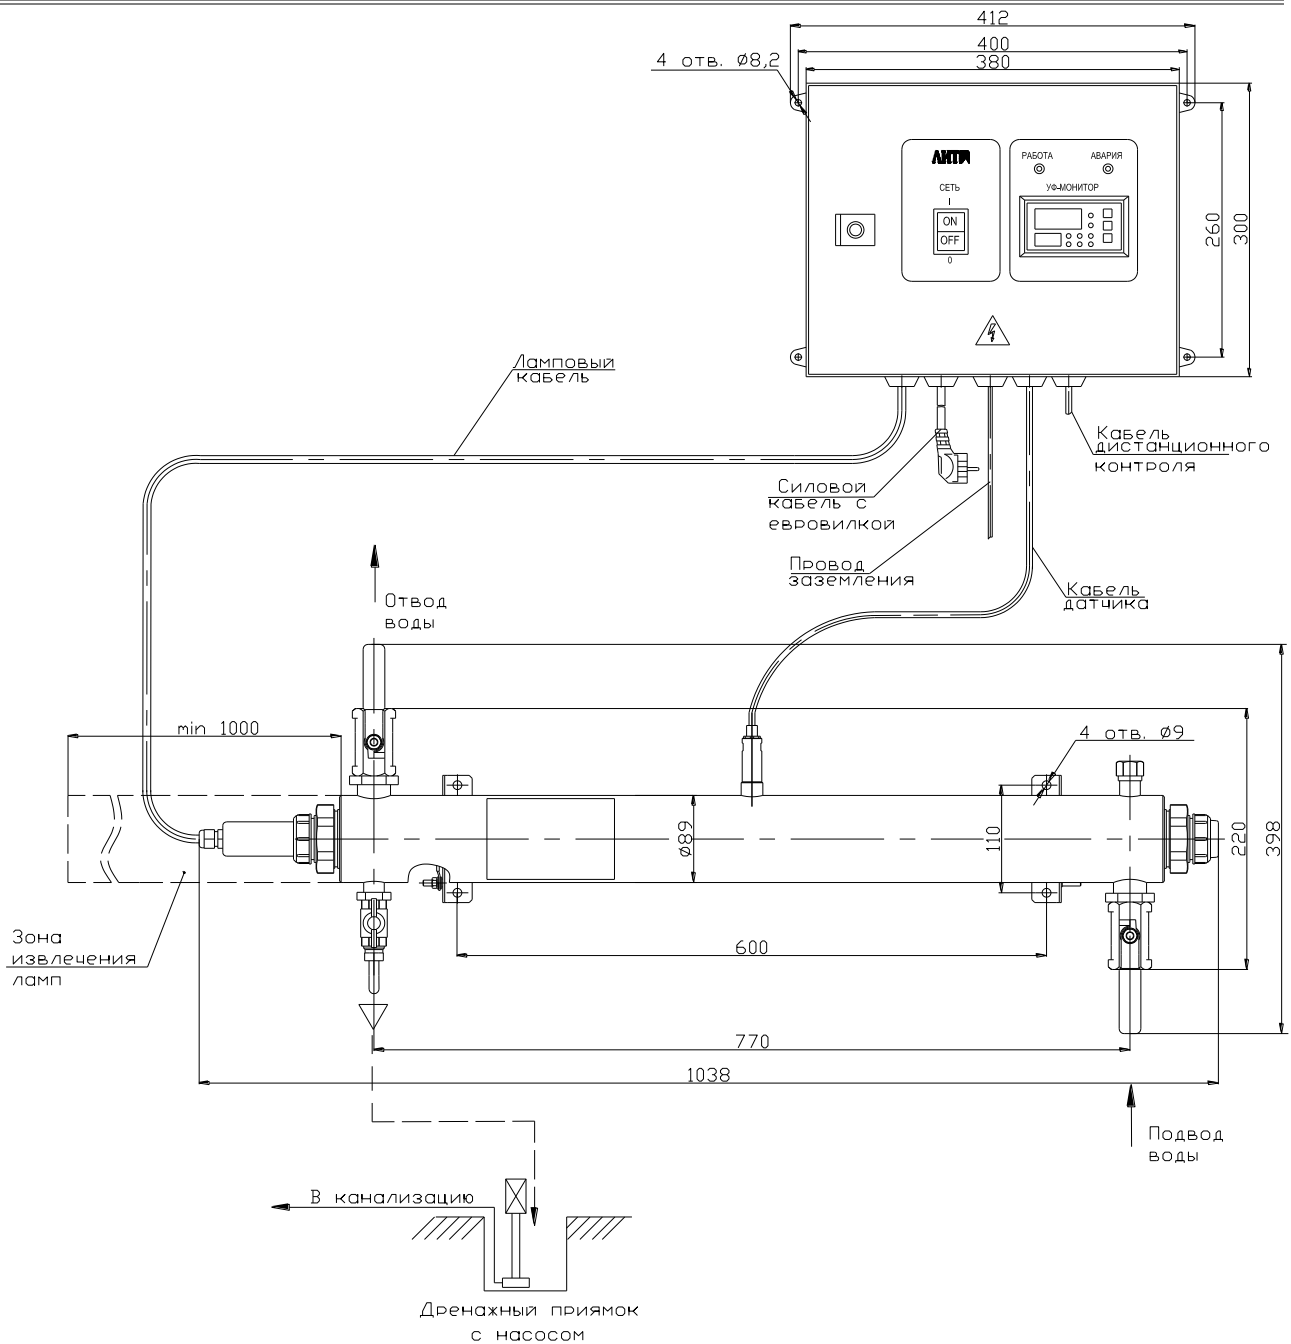 412
400
380
4 отв. Ø8,2
ЛИТ
РАБОТА
АВАРИЯ
СЕТЬ
УФ-МОНИТОР
I
ON
OFF
0
260
300
Ламповый
кабель
Кабель
дистанционного
контроля
Силовой
кабель с
евровилкой
Провод
заземления
Кабель
датчика
Отвод
воды
min 1000
4 отв. Ø9
Ø89
110
220
398
Зона
извлечения
ламп
600
770
1038
Подвод
воды
В канализацию
Дренажный приямок
с насосом